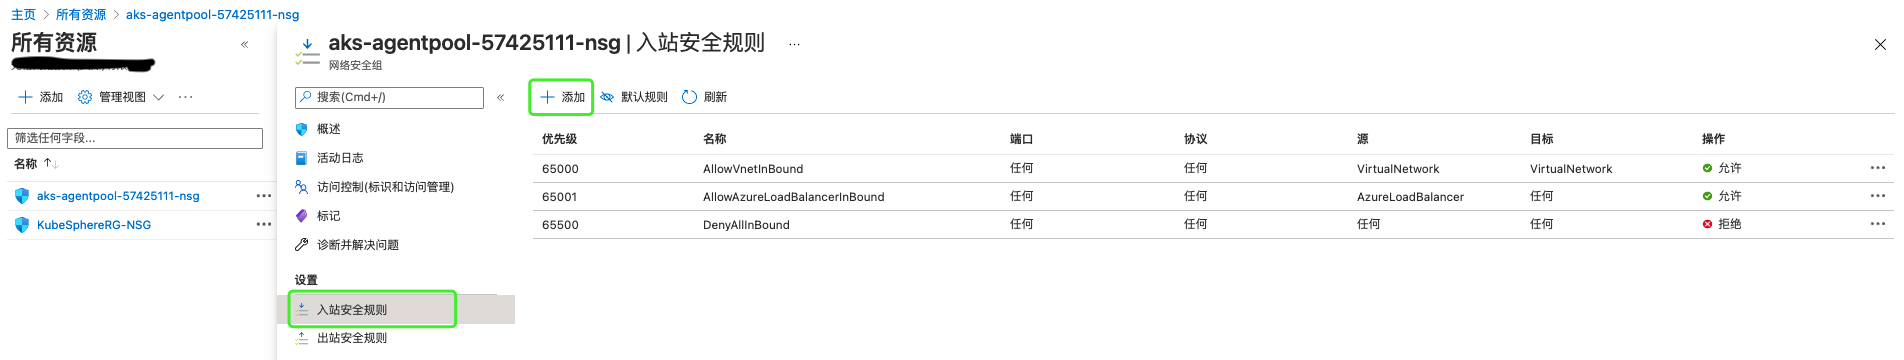 主页 > 所有资源 > aks-agentpool-57425111-nsg
所有资源
«
添加 管理视图 ···
筛选任何字段...
名称 ↑↓
aks-agentpool-57425111-nsg ···
KubeSphereRG-NSG ···
aks-agentpool-57425111-nsg | 入站安全规则 ···
网络安全组
搜索(Cmd+/) «
概述
活动日志
访问控制(标识和访问管理)
标记
诊断并解决问题
设置
入站安全规则
出站安全规则
添加 默认规则 刷新
优先级 名称 端口 协议 源 目标 操作
65000 AllowVnetInBound 任何 任何 VirtualNetwork VirtualNetwork 允许 ···
65001 AllowAzureLoadBalancerInBound 任何 任何 AzureLoadBalancer 任何 允许 ···
65500 DenyAllInBound 任何 任何 任何 任何 拒绝 ···